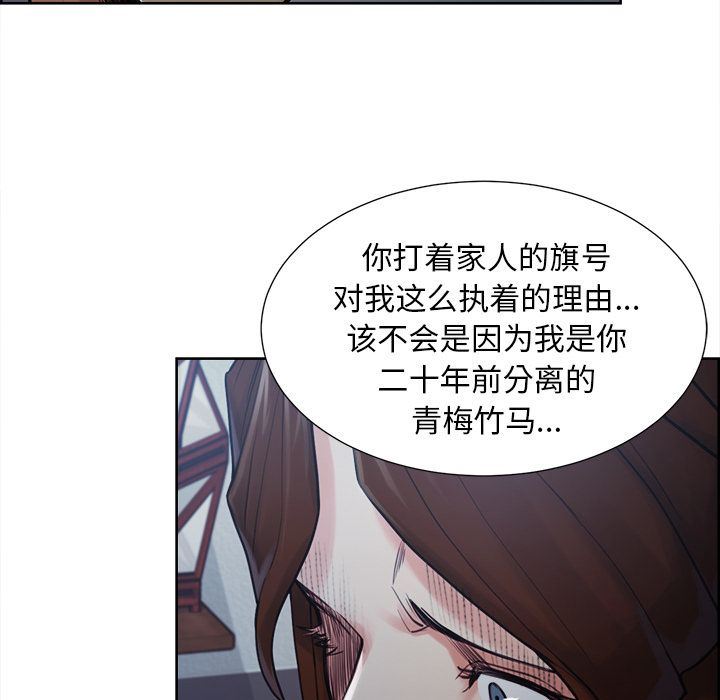 你打着家人的旗号
对我这么执着的理由...
该不会是因为我是你
二十年前分离的
青梅竹马...